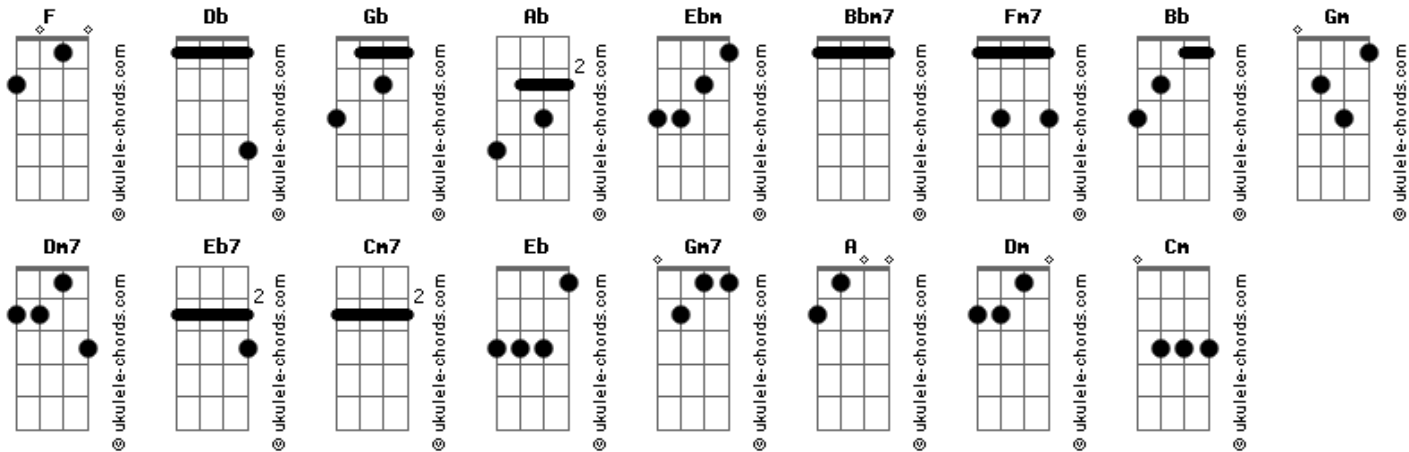 F Db Gb Ab Ebm Bbm7 Fm7 Bb Gm
2
© ukulele-chords.com © ukulele-chords.com © ukulele-chords.com © ukulele-chords.com © ukulele-chords.com © ukulele-chords.com © ukulele-chords.com © ukulele-chords.com © ukulele-chords.com
Dm7 Eb7 Cm7 Eb Gm7 A Dm Cm
2 2
© ukulele-chords.com © ukulele-chords.com © ukulele-chords.com © ukulele-chords.com © ukulele-chords.com © ukulele-chords.com © ukulele-chords.com © ukulele-chords.com